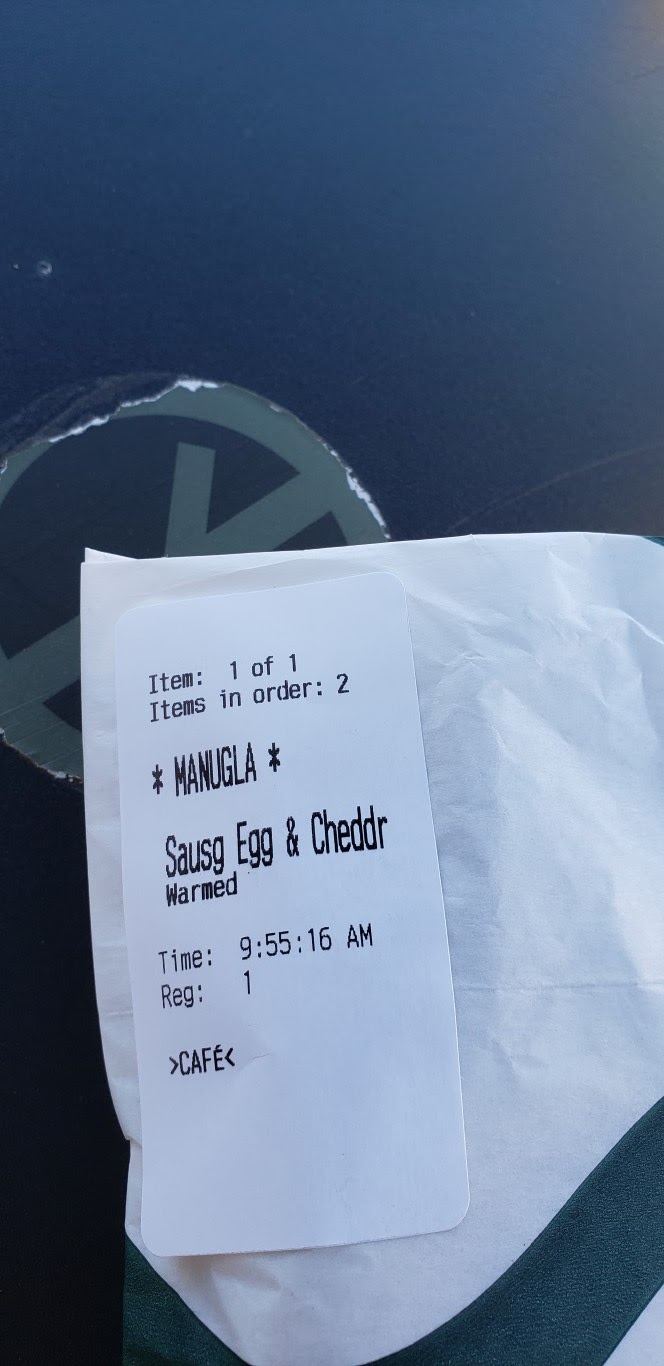 Item: 1 of 1
Items in order: 2
* MANUGLA *
Sausg Egg & Cheddr
Warmed
Time: 9:55:16 AM
Reg: 1
>CAFÉ<